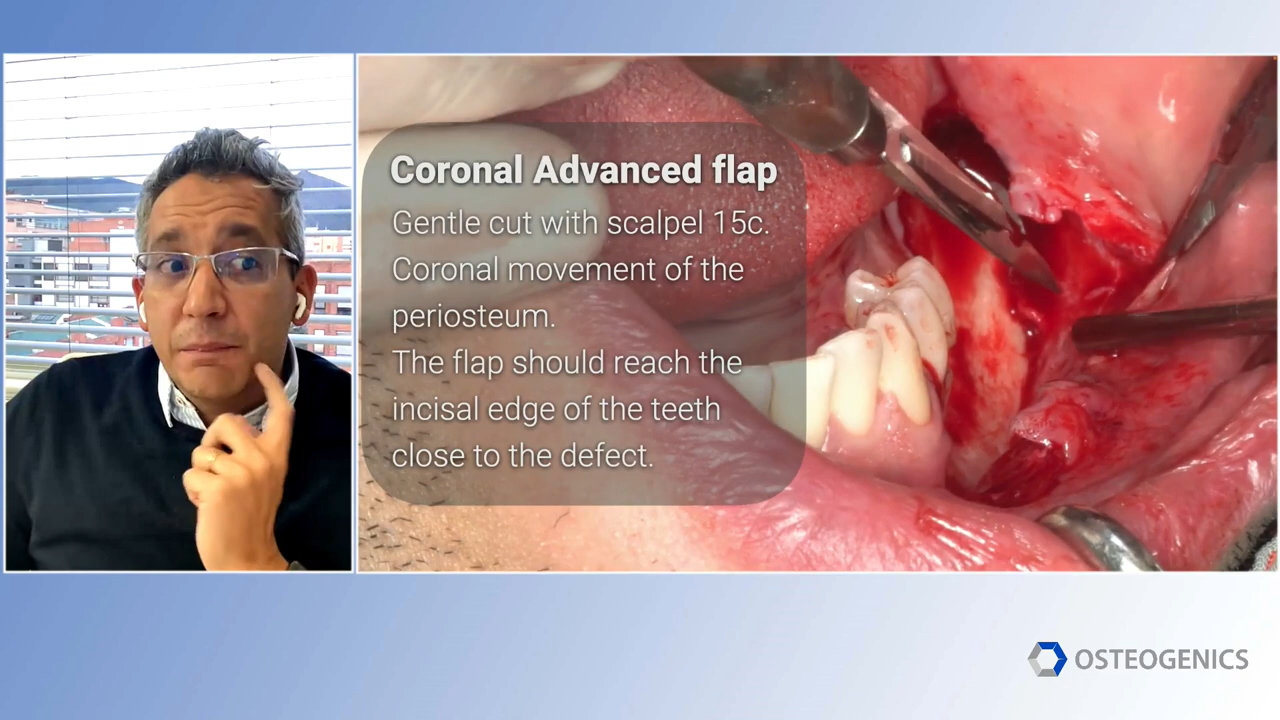 Coronal Advanced flap
Gentle cut with scalpel 15c.
Coronal movement of the
periosteum.
The flap should reach the
incisal edge of the teeth
close to the defect.
OSTEOGENICS